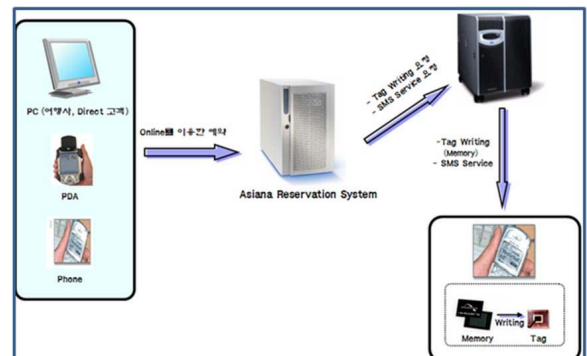 PC (여행사, Direct 고객)
PDA
Phone
Online를 이용한 예약
Asiana Reservation System
- Tag Writing 요청
- SMS Service 요청
-Tag Writing
(Memory)
- SMS Service
Writing
Memory
Tag